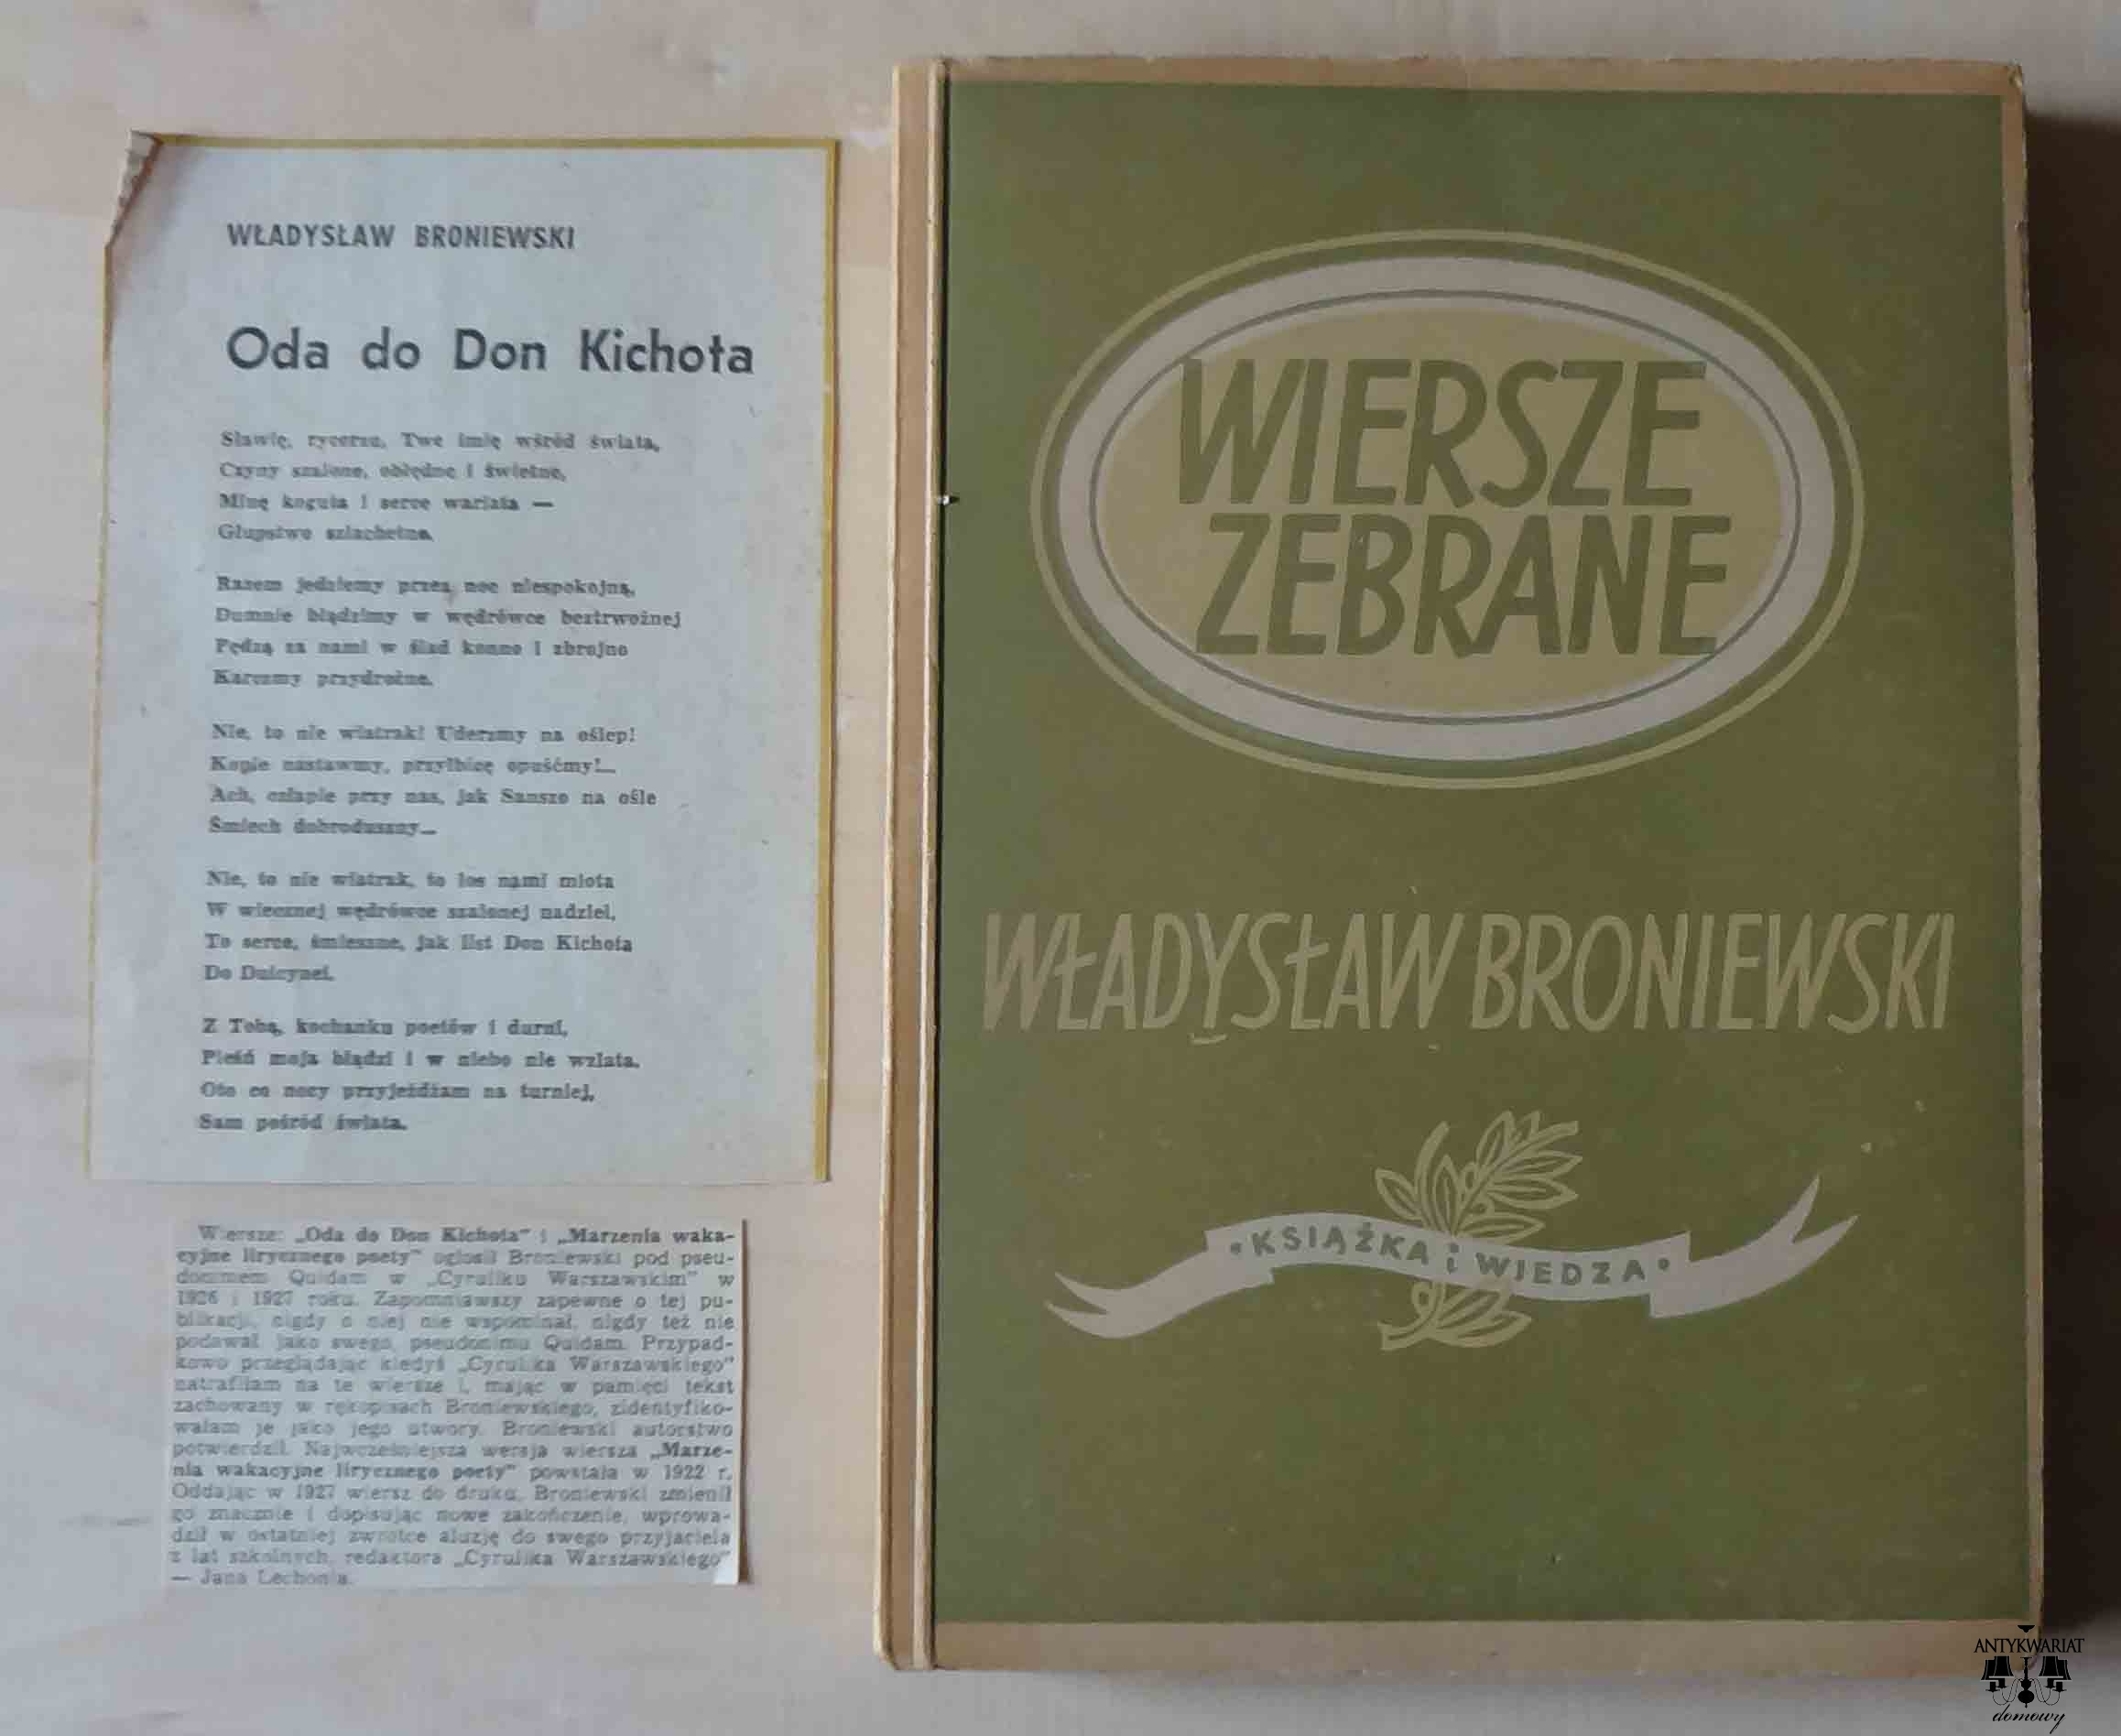 WŁADYSŁAW BRONIEWSKI
Oda do Don Kichota
Sławię, rycerzu, Twe imię wśród świata,
Czyny szalone, obłędne i świetne,
Minę koguta i serce wariata —
Głupstwo szlachetne.
Razem jedziemy przez noc niespokojną,
Dumnie błądzimy w wędrówce beztrwożnej
Pędzą za nami w ślad konno i zbrojno
Karczmy przydrożne.
Nie, to nie wiatrak! Uderzmy na oślep!
Kopie nastawmy, przyłbicę opuśćmy!...
Ach, człapie przy nas, jak Sanszo na ośle
Śmiech dobroduszny...
Nie, to nie wiatrak, to los nami miota
W wiecznej wędrówce szalonej nadziei,
To serce, śmieszne, jak list Don Kichota
Do Dulcynei.
Z Tobą, kochanku poetów i durni,
Pieśń moja błądzi i w niebo nie wzlata.
Oto co nocy przyjeżdżam na turniej,
Sam pośród świata.
Wiersze: „Oda do Don Kichota” i „Marzenia waka-
cyjne lirycznego poety” ogłosił Broniewski pod pseu-
donimem Quidam w „Cyruliku Warszawskim” w
1926 i 1927 roku. Zapomniawszy zapewne o tej pu-
blikacji, nigdy o niej nie wspominał, nigdy też nie
podawał jako swego pseudonimu Quidam. Przypad-
kowo przeglądając kiedyś „Cyrulika Warszawskiego”
natrafiłam na te wiersze i, mając w pamięci tekst
zachowany w rękopisach Broniewskiego, zidentyfiko-
wałam je jako jego utwory. Broniewski autorstwo
potwierdził. Najwcześniejsza wersja wiersza „Marze-
nia wakacyjne lirycznego poety” powstała w 1922 r.
Oddając w 1927 wiersz do druku, Broniewski zmienił
go znacznie i dopisując nowe zakończenie, wprowa-
dził w ostatniej zwrotce aluzję do swego przyjaciela
z lat szkolnych, redaktora „Cyrulika Warszawskiego”
— Jana Lechonia.
WIERSZE
ZEBRANE
WŁADYSŁAW BRONIEWSKI
• KSIĄŻKA i WIEDZA •
ANTYKWARIAT
domowy